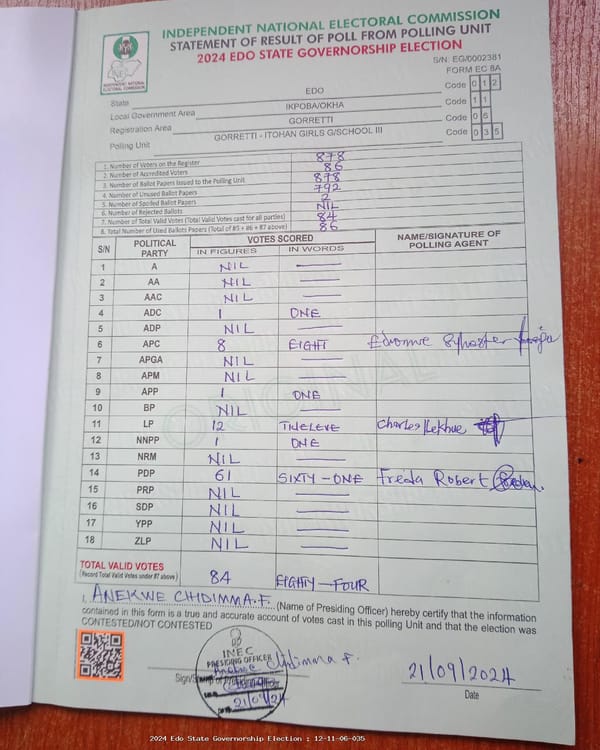 INDEPENDENT NATIONAL ELECTORAL COMMISSION
STATEMENT OF RESULT OF POLL FROM POLLING UNIT
2024 EDO STATE GOVERNORSHIP ELECTION
INEC
INDEPENDENT NATIONAL ELECTORAL COMMISSION
S/N: EG/0002381
FORM EC 8A
State EDO Code 0 1 2
Local Government Area IKPOBA/OKHA Code 1 1
Registration Area GORRETTI Code 0 6
Polling Unit GORRETTI - ITOHAN GIRLS G/SCHOOL III Code 0 3 5
1. Number of Voters on the Register 878
2. Number of Accredited Voters 86
3. Number of Ballot Papers Issued to the Polling Unit 878
4. Number of Unused Ballot Papers 792
5. Number of Spoiled Ballot Papers 2
6. Number of Rejected Ballots NIL
7. Number of Total Valid Votes (Total Valid Votes cast for all parties) 84
8. Total Number of Used Ballots Papers (Total of #5 + #6 + #7 above) 86
S/N POLITICAL PARTY VOTES SCORED NAME/SIGNATURE OF POLLING AGENT
IN FIGURES IN WORDS
1 A NIL
2 AA NIL
3 AAC NIL
4 ADC 1 ONE
5 ADP NIL
6 APC 8 EIGHT
7 APGA NIL
8 APM NIL
9 APP 1 ONE
10 BP NIL
11 LP 12 TWELEVE Charles
12 NNPP 1 ONE
13 NRM NIL
14 PDP 61 SIXTY-ONE Freda Robert
15 PRP NIL
16 SDP NIL
17 YPP NIL
18 ZLP NIL
TOTAL VALID VOTES
(Record Total Valid Votes under #7 above) 84 EIGHTY-FOUR
I, ANEKWE CHIDIMMA.F. (Name of Presiding Officer) hereby certify that the information
contained in this form is a true and accurate account of votes cast in this polling Unit and that the election was
CONTESTED/NOT CONTESTED
INEC
PRESIDING OFFICER
Anekwe Chidimma F.
21/09/24
21/09/2024
Date
2024 Edo State Governorship Election : 12-11-06-035